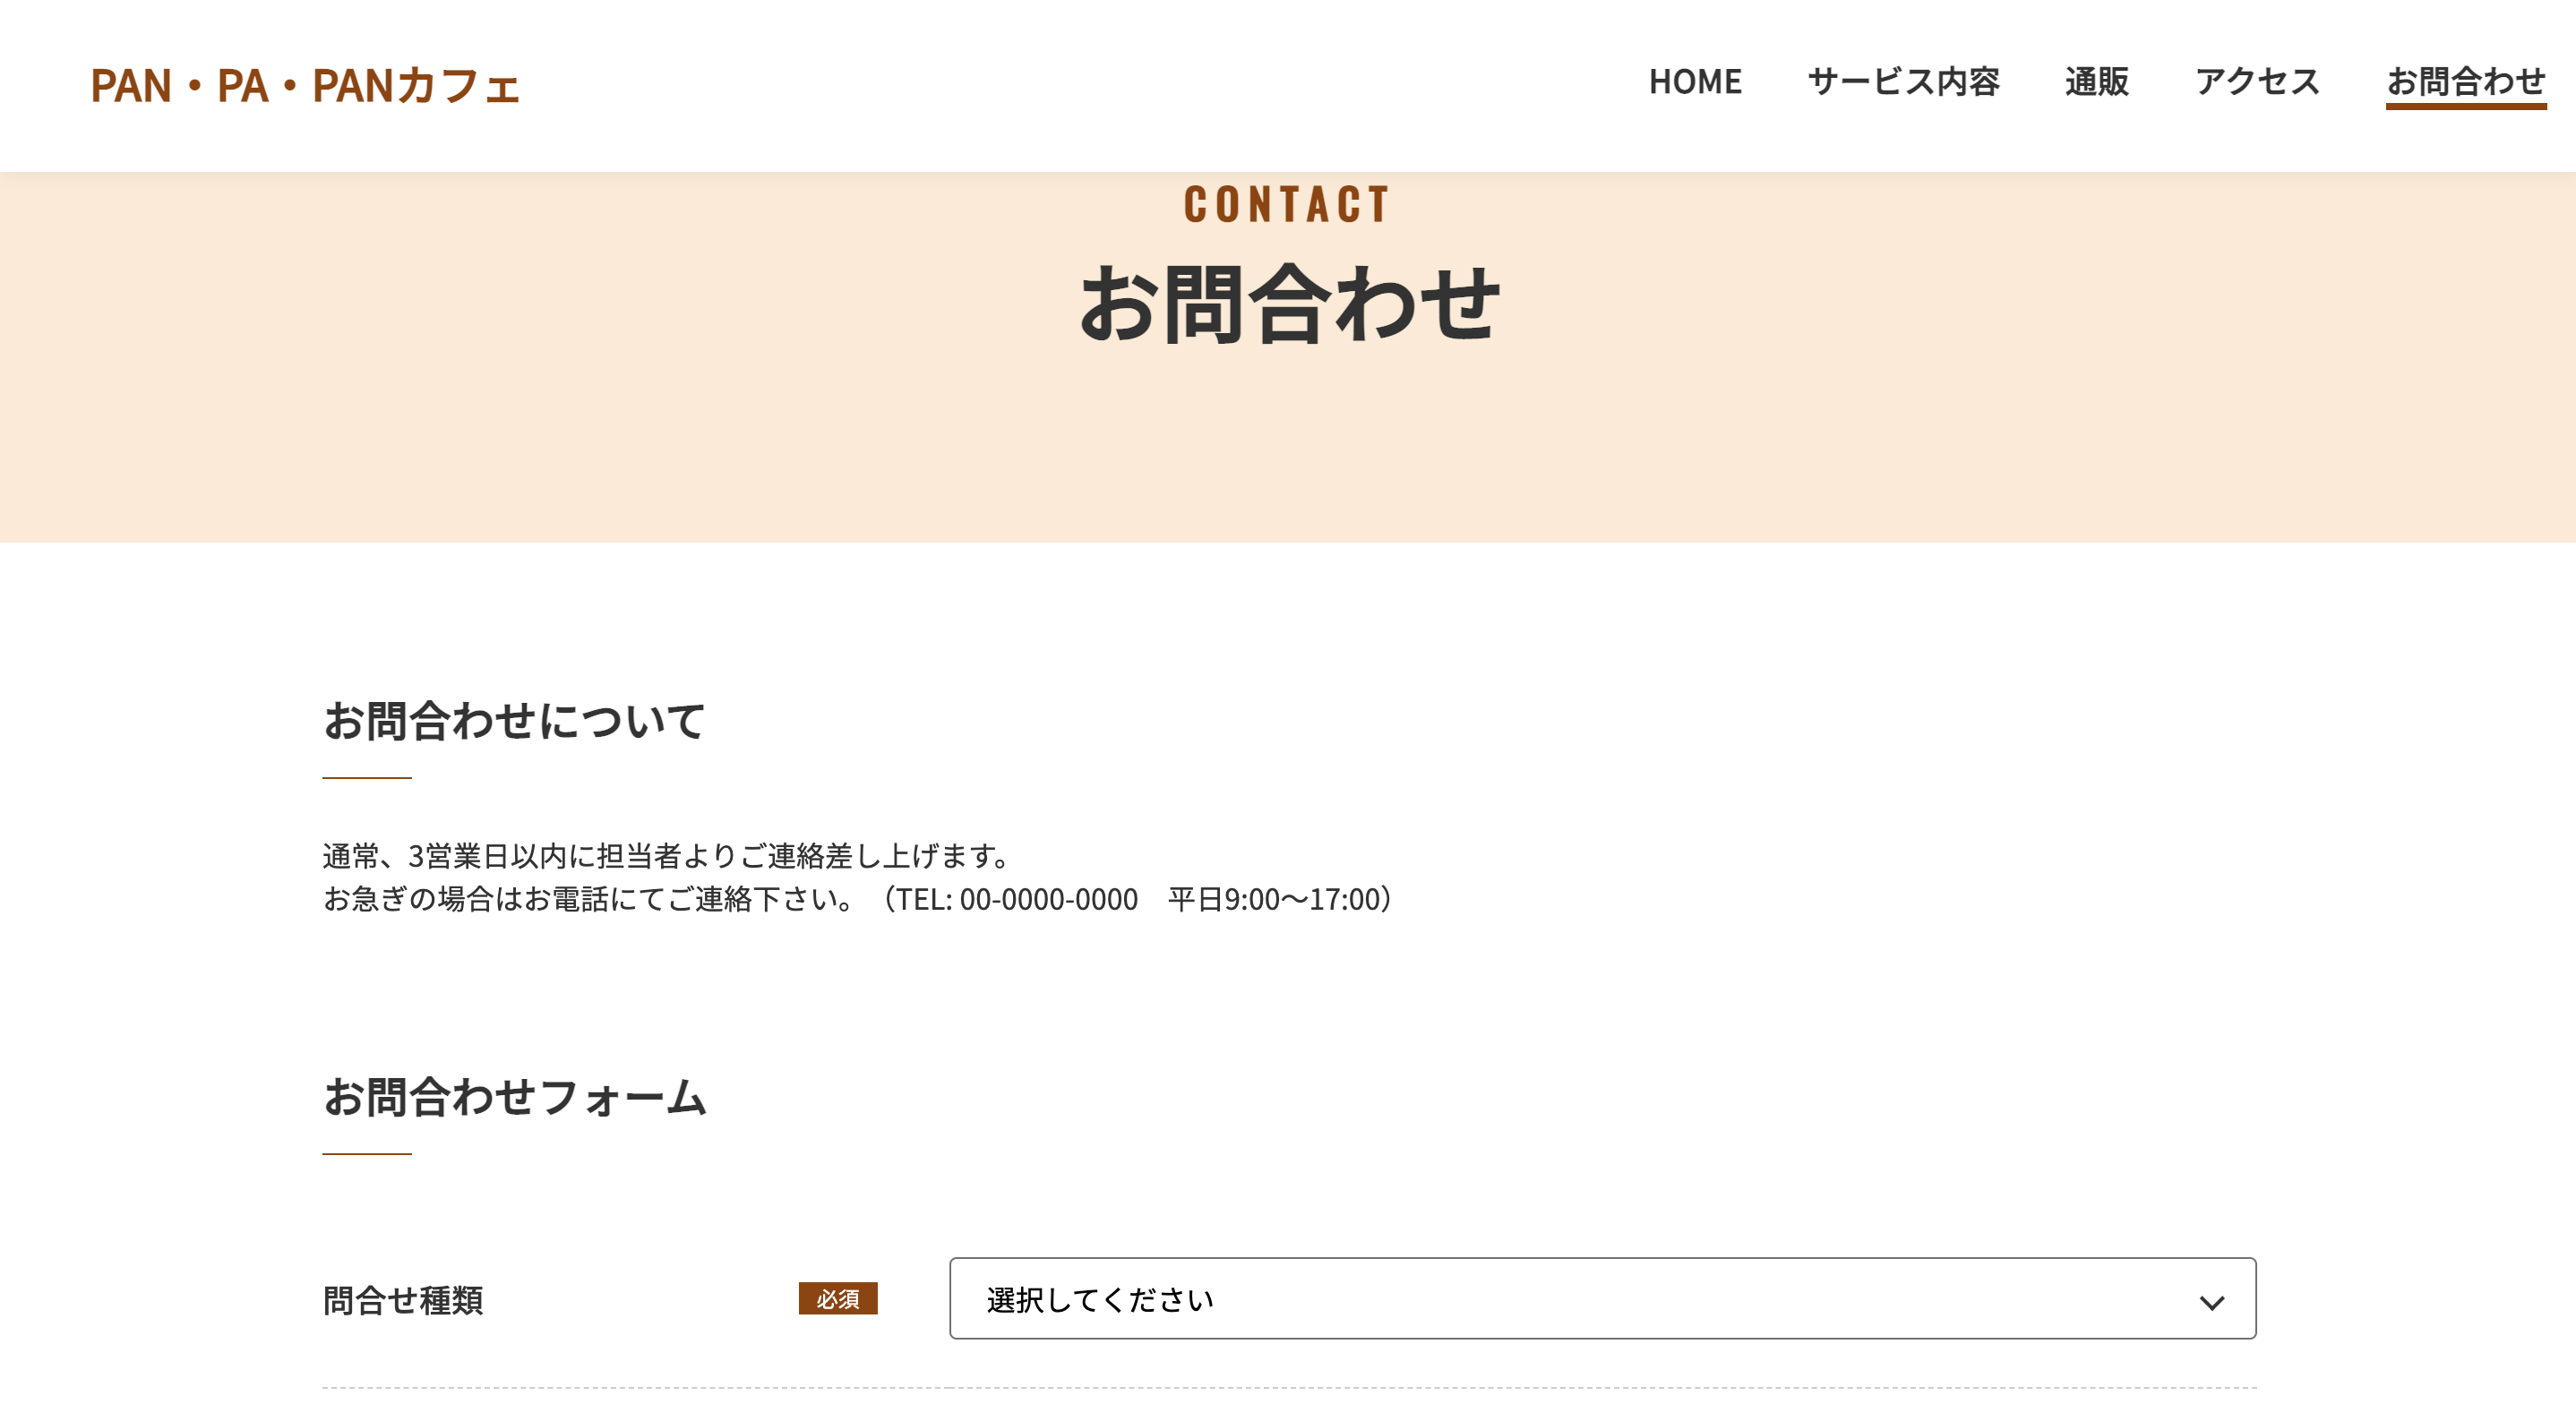 PAN・PA・PANカフェ
HOME
サービス内容
通販
アクセス
お問合わせ
CONTACT
お問合わせ
お問合わせについて
通常、3営業日以内に担当者よりご連絡差し上げます。
お急ぎの場合はお電話にてご連絡下さい。（TEL: 00-0000-0000　平日9:00〜17:00）
お問合わせフォーム
問合せ種類
必須
選択してください